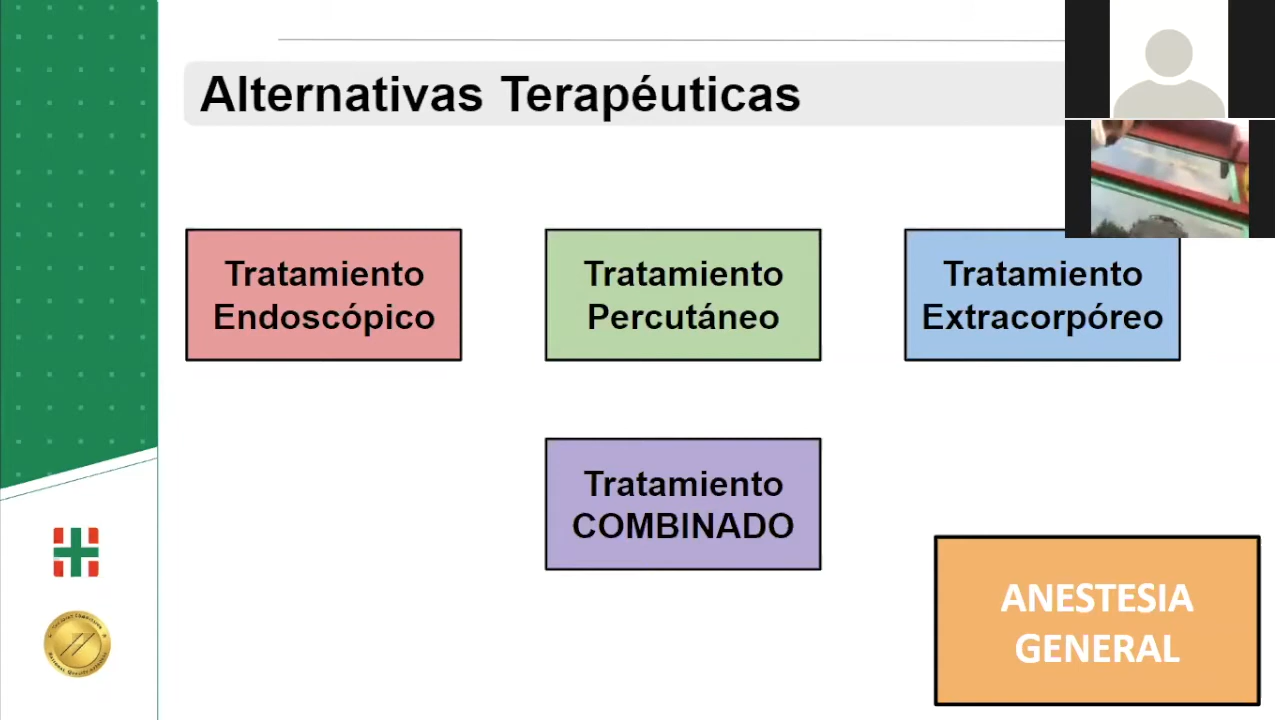 Alternativas Terapéuticas
Tratamiento
Endoscópico
Tratamiento
Percutáneo
Tratamiento
Extracorpóreo
Tratamiento
COMBINADO
ANESTESIA
GENERAL